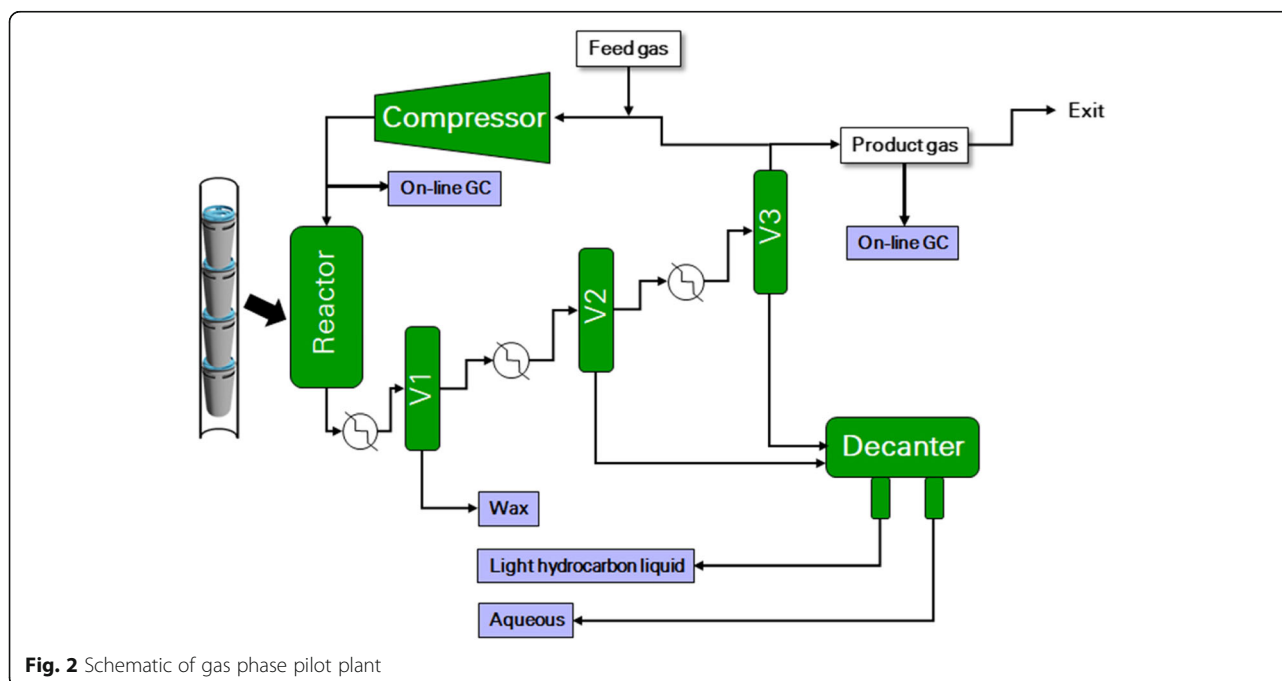 Feed gas
Compressor
Exit
Product gas
On-line GC
On-line GC
Reactor
V1
V2
V3
Decanter
Wax
Light hydrocarbon liquid
Aqueous
Fig. 2 Schematic of gas phase pilot plant